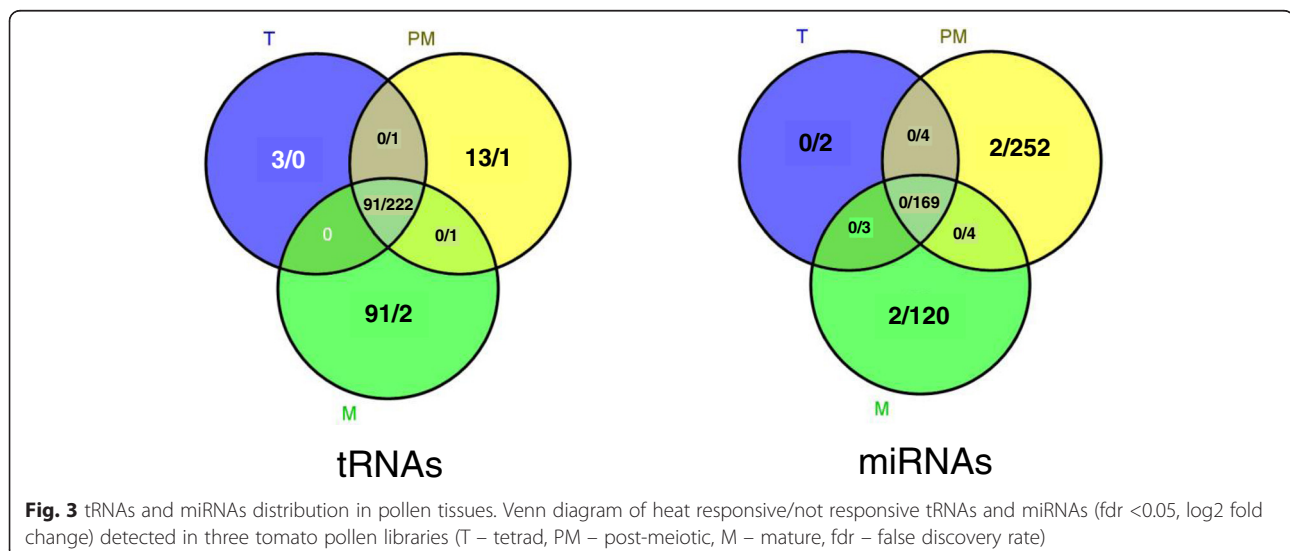 T PM
3/0 0/1 13/1
91/222
0 0/1
91/2
M
tRNAs
T PM
0/2 0/4 2/252
0/169
0/3 0/4
2/120
M
miRNAs
Fig. 3 tRNAs and miRNAs distribution in pollen tissues. Venn diagram of heat responsive/not responsive tRNAs and miRNAs (fdr <0.05, log2 fold
change) detected in three tomato pollen libraries (T – tetrad, PM – post-meiotic, M – mature, fdr – false discovery rate)